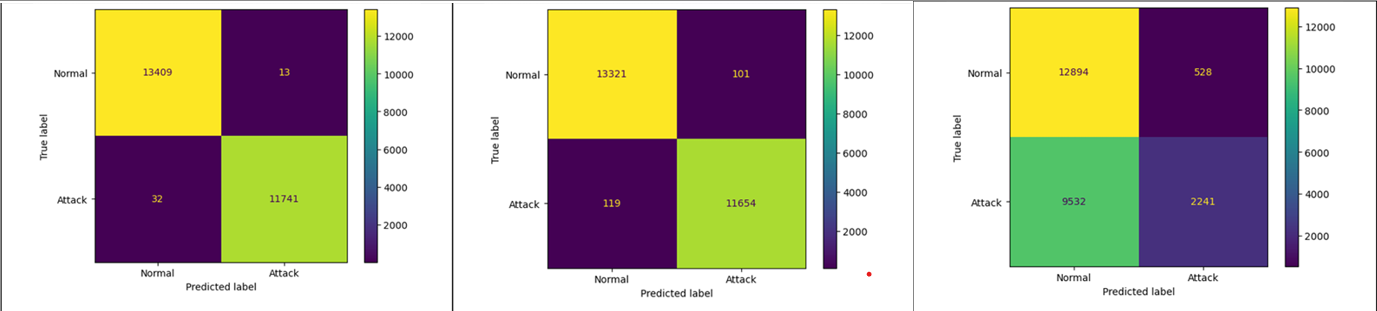 Normal
13409
13
True label
Attack
32
11741
Normal
Attack
Predicted label
12000
10000
8000
6000
4000
2000
Normal
13321
101
True label
Attack
119
11654
Normal
Attack
Predicted label
12000
10000
8000
6000
4000
2000
Normal
12894
528
True label
Attack
9532
2241
Normal
Attack
Predicted label
12000
10000
8000
6000
4000
2000